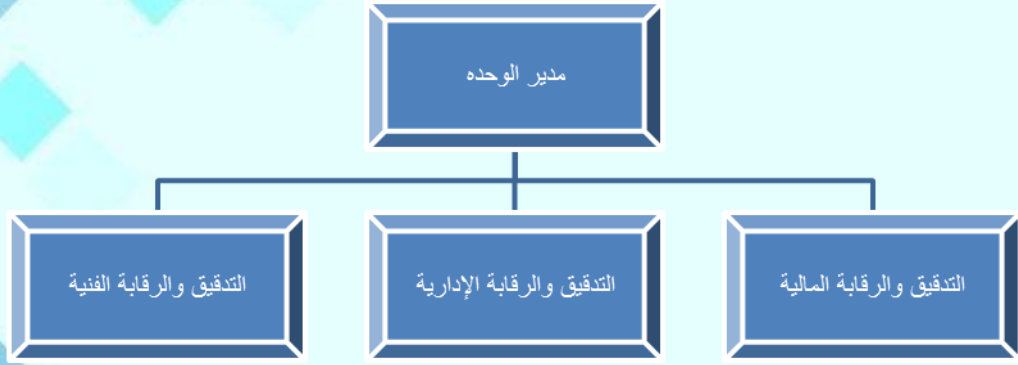 مدير الوحده
التدقيق والرقابة المالية
التدقيق والرقابة الإدارية
التدقيق والرقابة الفنية